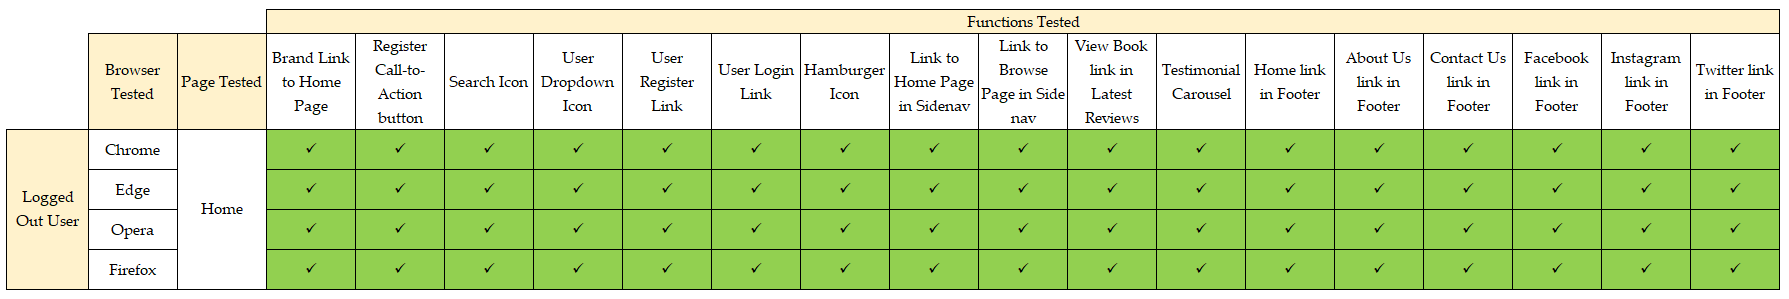 Functions Tested
Browser Tested
Page Tested
Brand Link to Home Page
Register Call-to-Action button
Search Icon
User Dropdown Icon
User Register Link
User Login Link
Hamburger Icon
Link to Home Page in Sidenav
Link to Browse Page in Side nav
View Book link in Latest Reviews
Testimonial Carousel
Home link in Footer
About Us link in Footer
Contact Us link in Footer
Facebook link in Footer
Instagram link in Footer
Twitter link in Footer
Logged Out User
Home
Chrome ✓ ✓ ✓ ✓ ✓ ✓ ✓ ✓ ✓ ✓ ✓ ✓ ✓ ✓ ✓ ✓ ✓
Edge ✓ ✓ ✓ ✓ ✓ ✓ ✓ ✓ ✓ ✓ ✓ ✓ ✓ ✓ ✓ ✓ ✓
Opera ✓ ✓ ✓ ✓ ✓ ✓ ✓ ✓ ✓ ✓ ✓ ✓ ✓ ✓ ✓ ✓ ✓
Firefox ✓ ✓ ✓ ✓ ✓ ✓ ✓ ✓ ✓ ✓ ✓ ✓ ✓ ✓ ✓ ✓ ✓